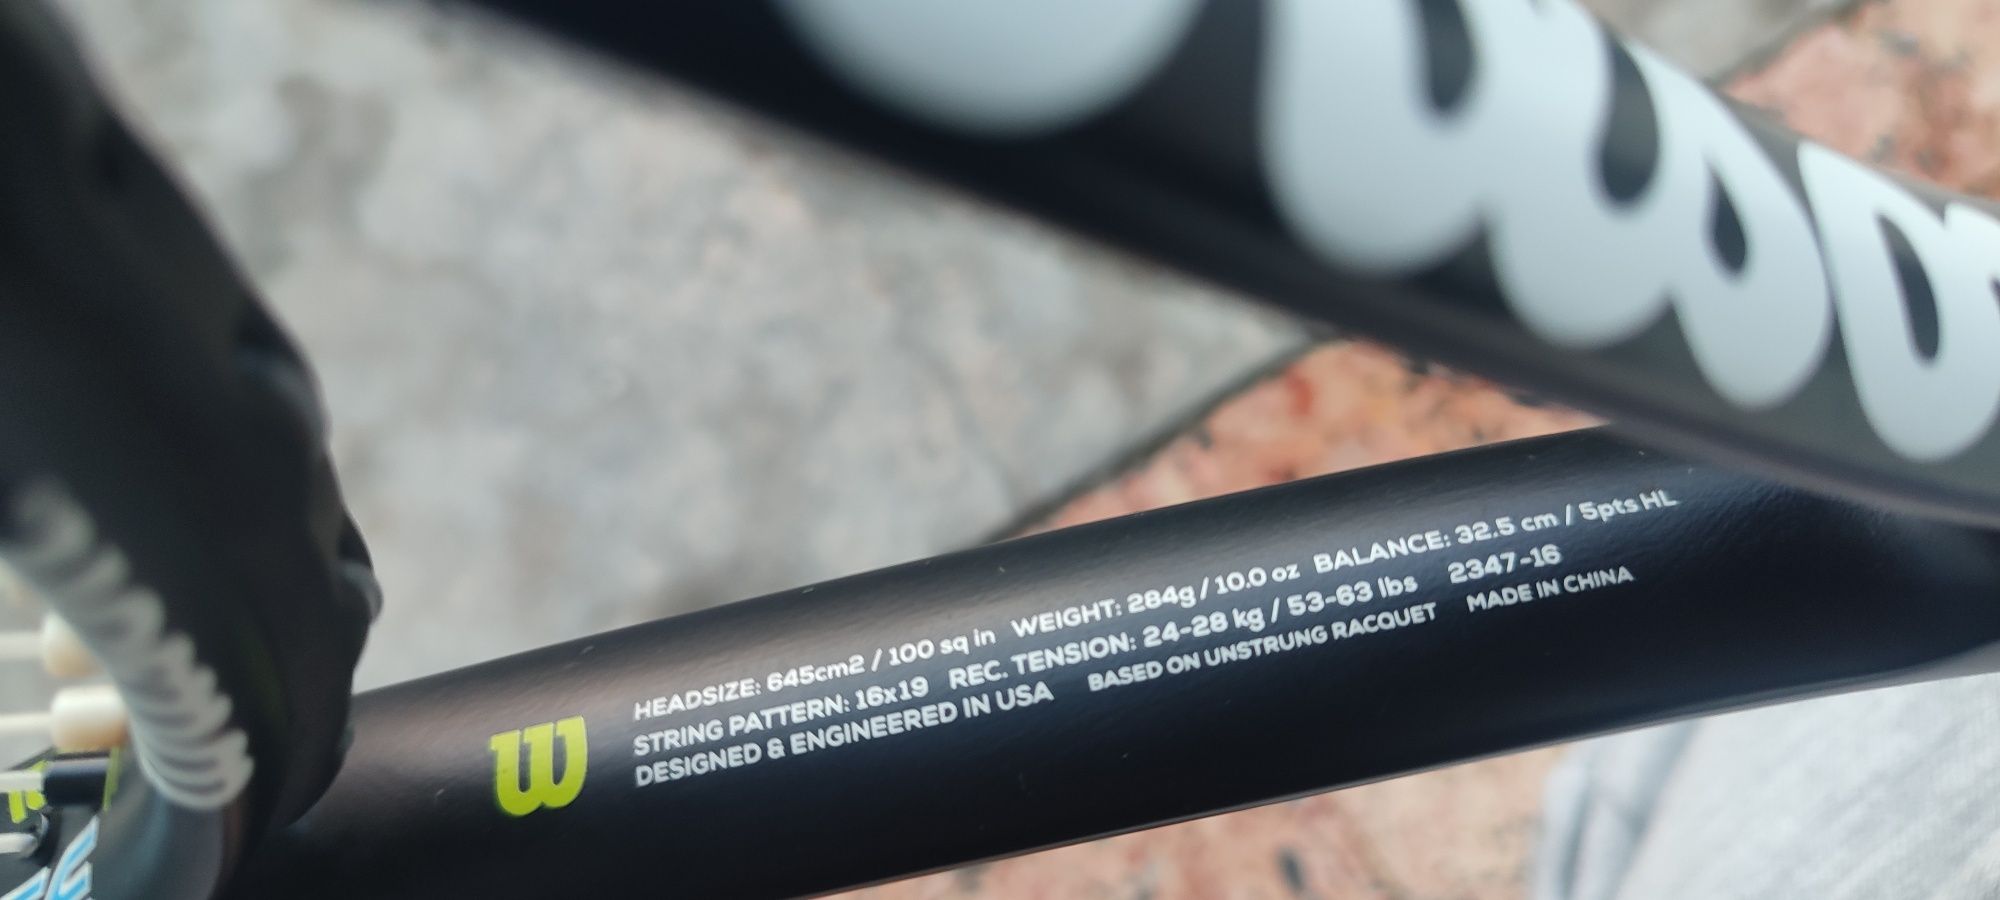 HEADSIZE: 645cm2 / 100 sq in WEIGHT: 284g / 10.0 oz BALANCE: 32.5 cm / 5pts HL
STRING PATTERN: 16x19 REC. TENSION: 24-28 kg / 53-63 lbs 2347-16
DESIGNED & ENGINEERED IN USA BASED ON UNSTRUNG RACQUET MADE IN CHINA
W